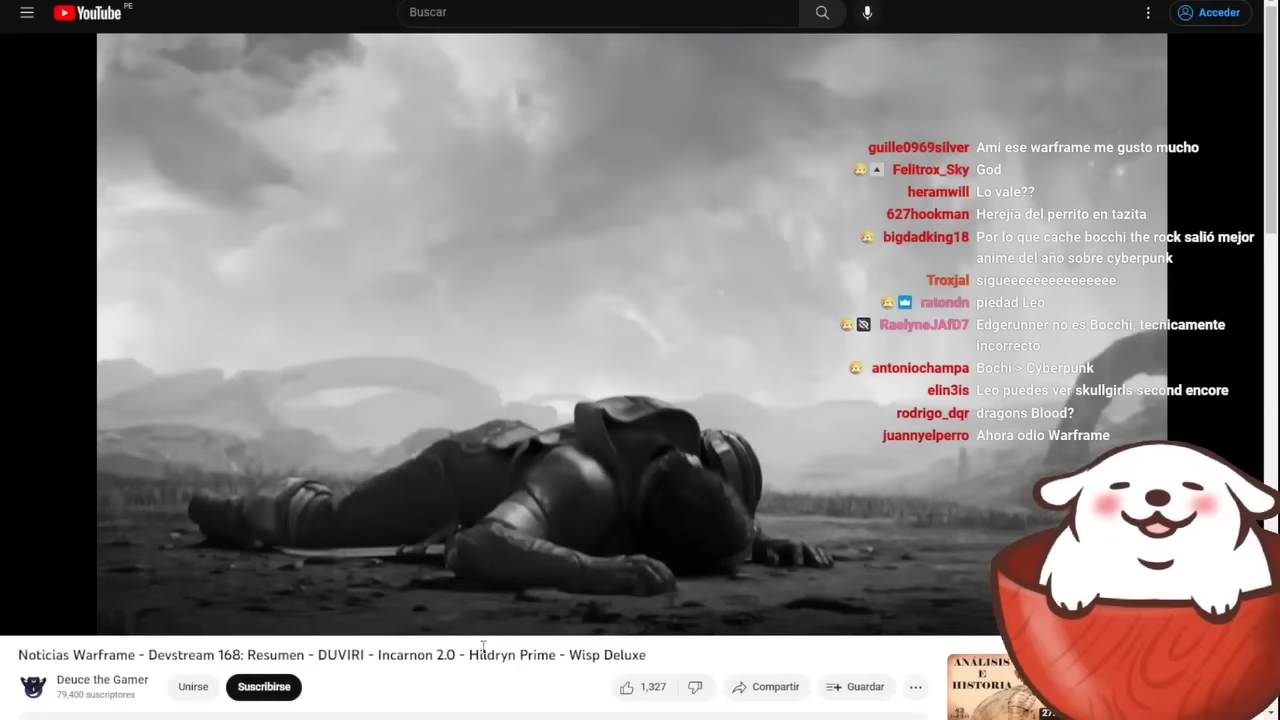 YouTube PE
Buscar
Acceder
guille0969silver Ami ese warframe me gusto mucho
Felitrox_Sky God
heramwill Lo vale??
627hookman Herejia del perrito en tazita
bigdadking18 Por lo que cache bocchi the rock salió mejor
anime del año sobre cyberpunk
Troxjal sigueeeeeeeeeeeeeee
ratondn piedad Leo
RaelyneJAfD7 Edgerunner no es Bocchi, tecnicamente
incorrecto
antoniochampa Bochi > Cyberpunk
elin3is Leo puedes ver skullgirls second encore
rodrigo_dqr dragons Blood?
juannyelperro Ahora odio Warframe
Noticias Warframe - Devstream 168: Resumen - DUVIRI - Incarnon 2.0 - Hildryn Prime - Wisp Deluxe
Deuce the Gamer
79,400 suscriptores
Unirse
Suscribirse
1,327
Compartir
Guardar
ANÁLISIS
E
HISTORIA